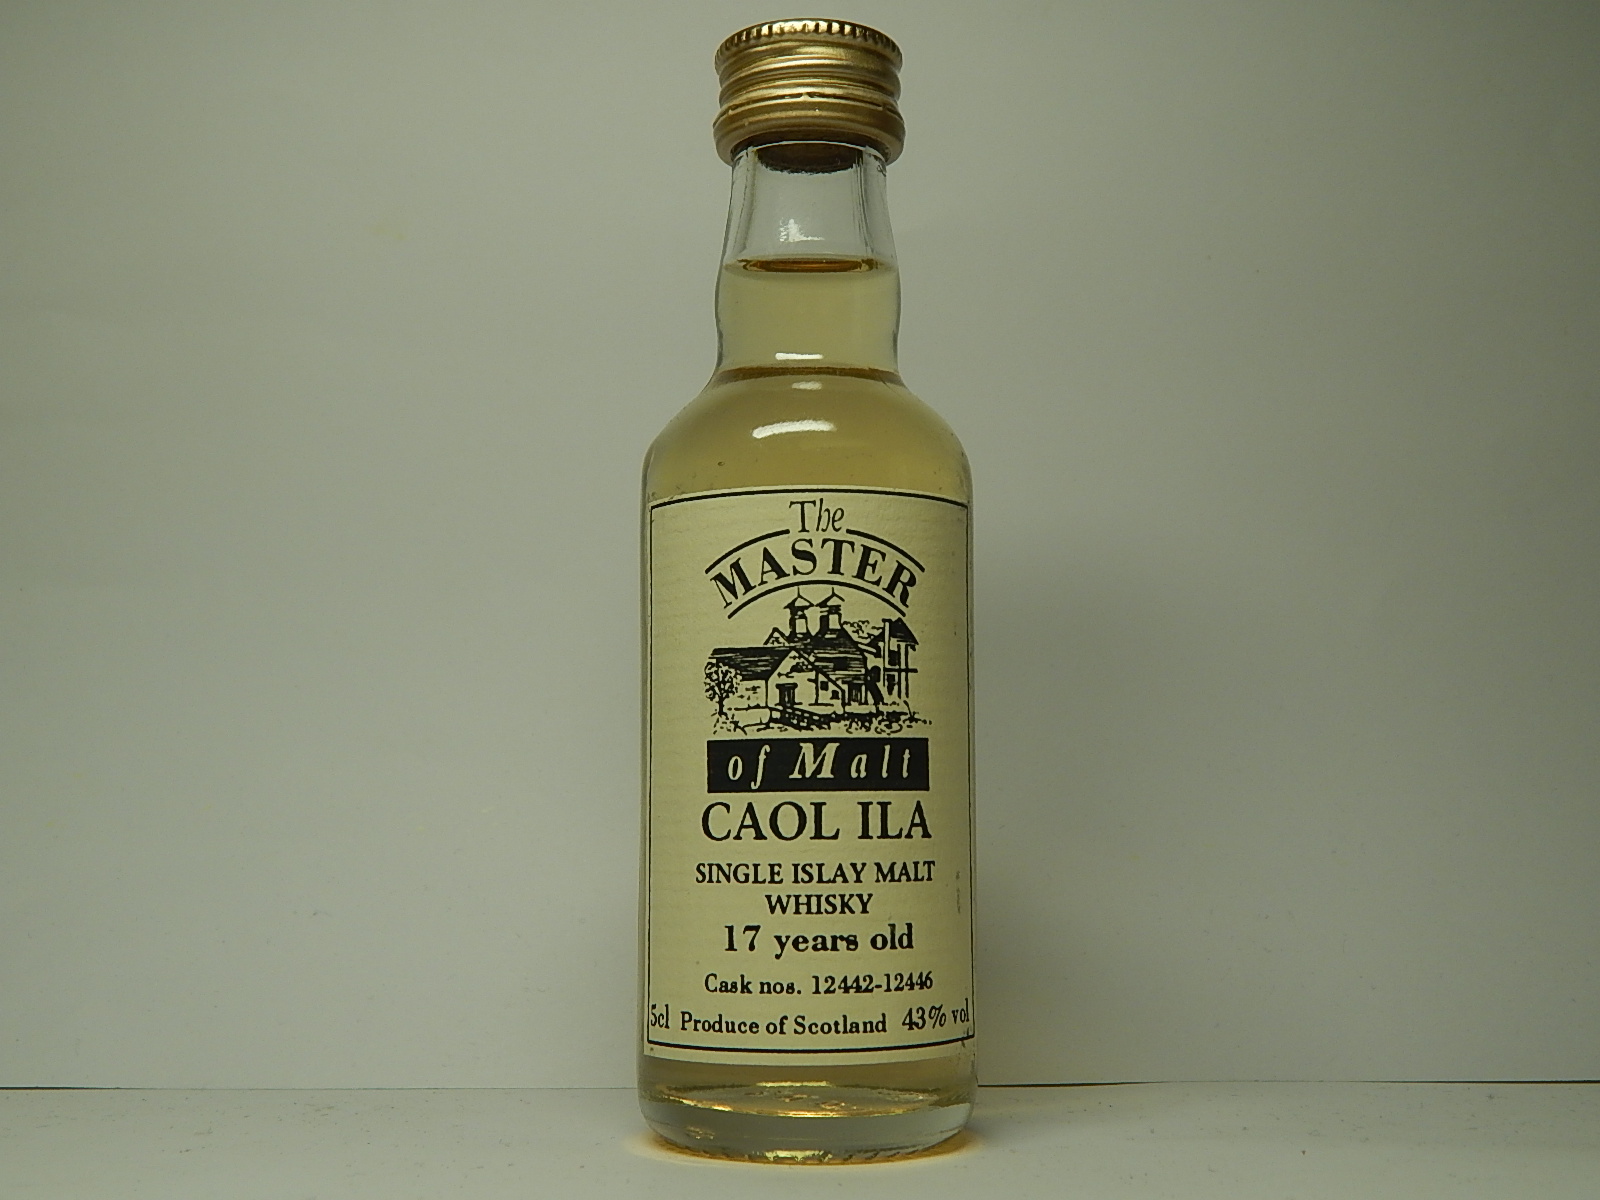 The
MASTER
of Malt
CAOL ILA
SINGLE ISLAY MALT
WHISKY
17 years old
Cask nos. 12442-12446
5cl Produce of Scotland 43% vol